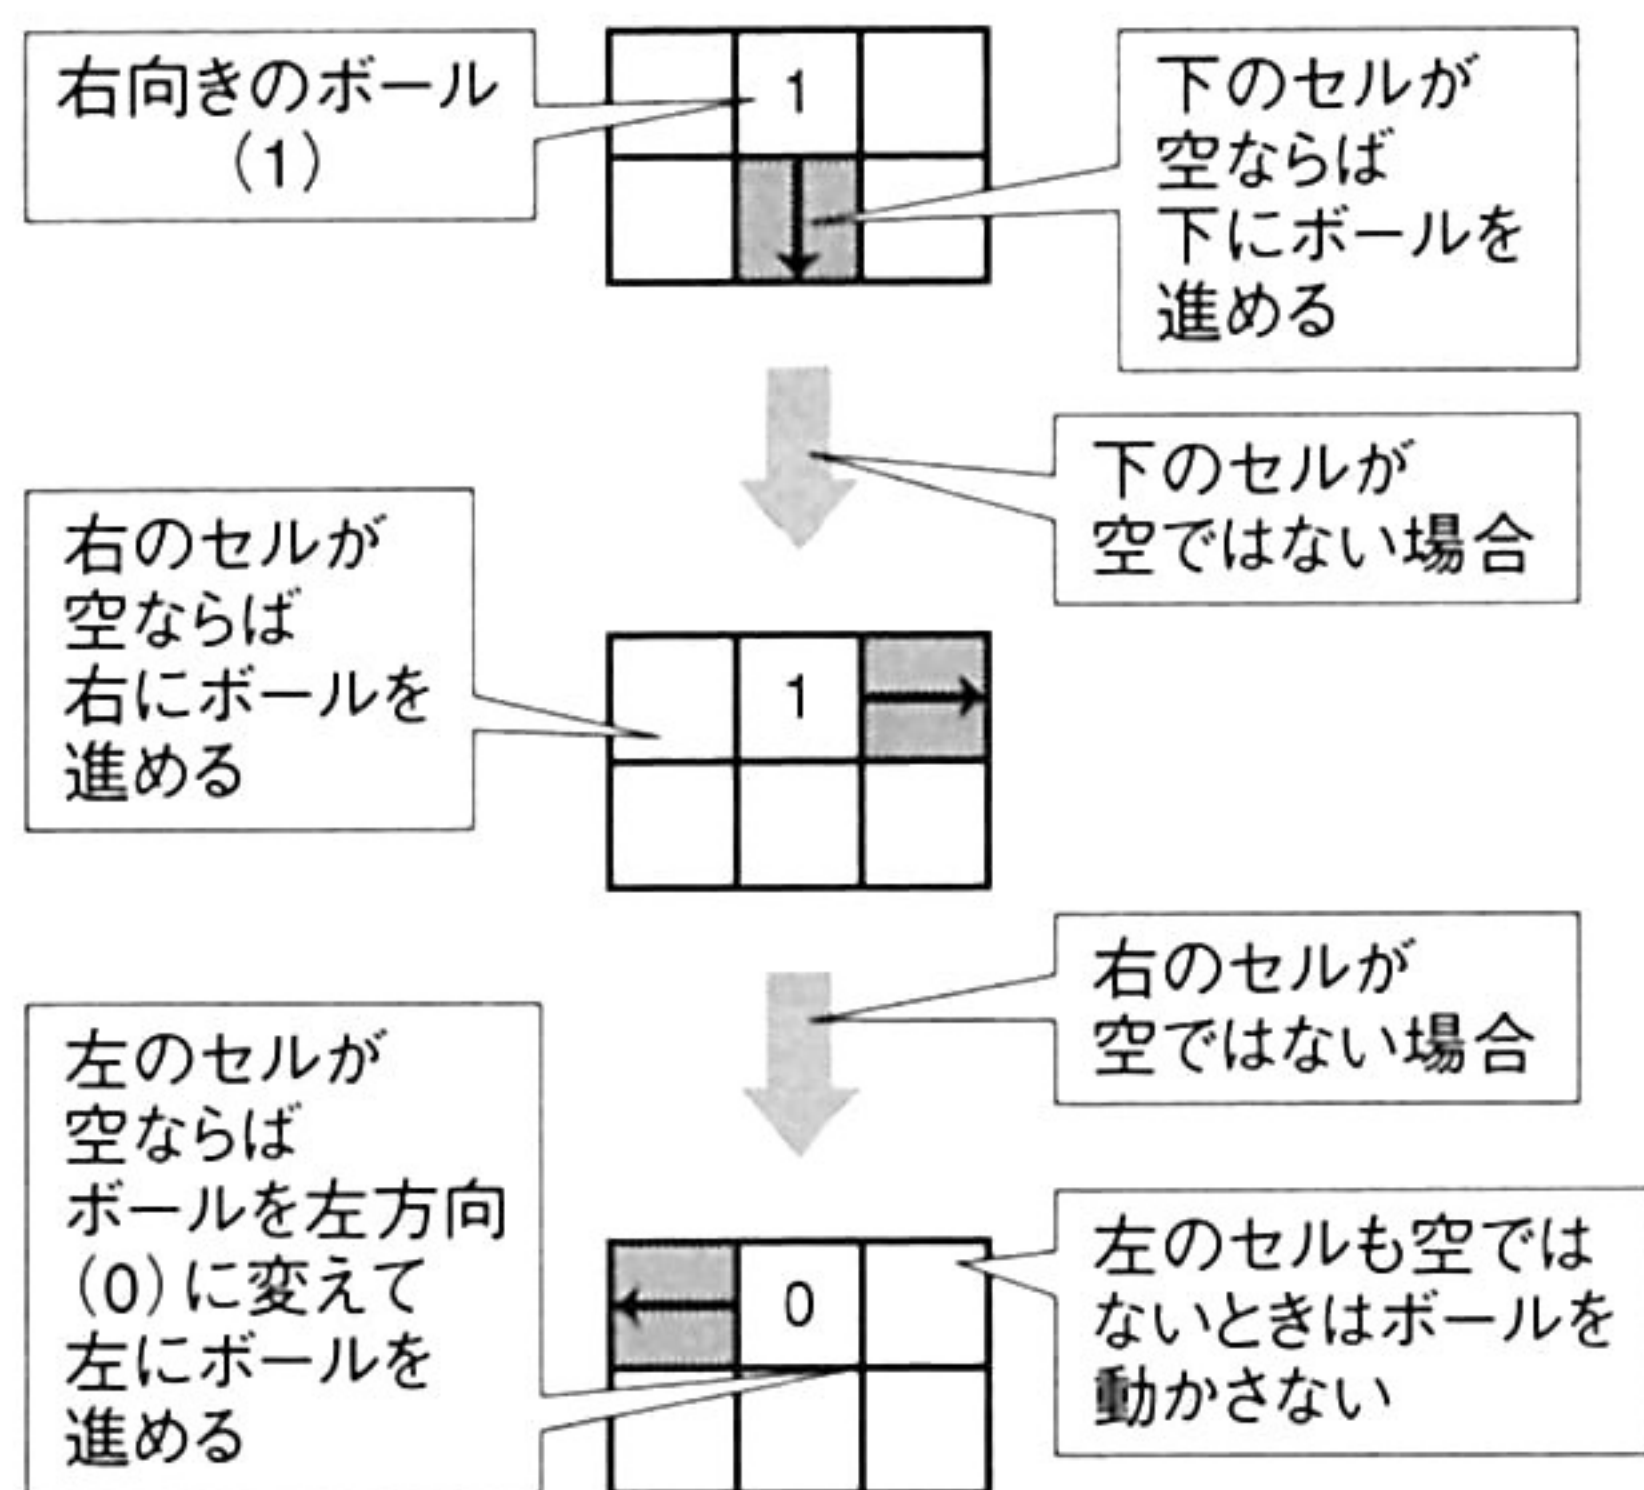 右向きのボール
(1)
1
下のセルが
空ならば
下にボールを
進める
下のセルが
空ではない場合
右のセルが
空ならば
右にボールを
進める
1
右のセルが
空ではない場合
左のセルが
空ならば
ボールを左方向
(0)に変えて
左にボールを
進める
0
左のセルも空では
ないときはボールを
動かさない